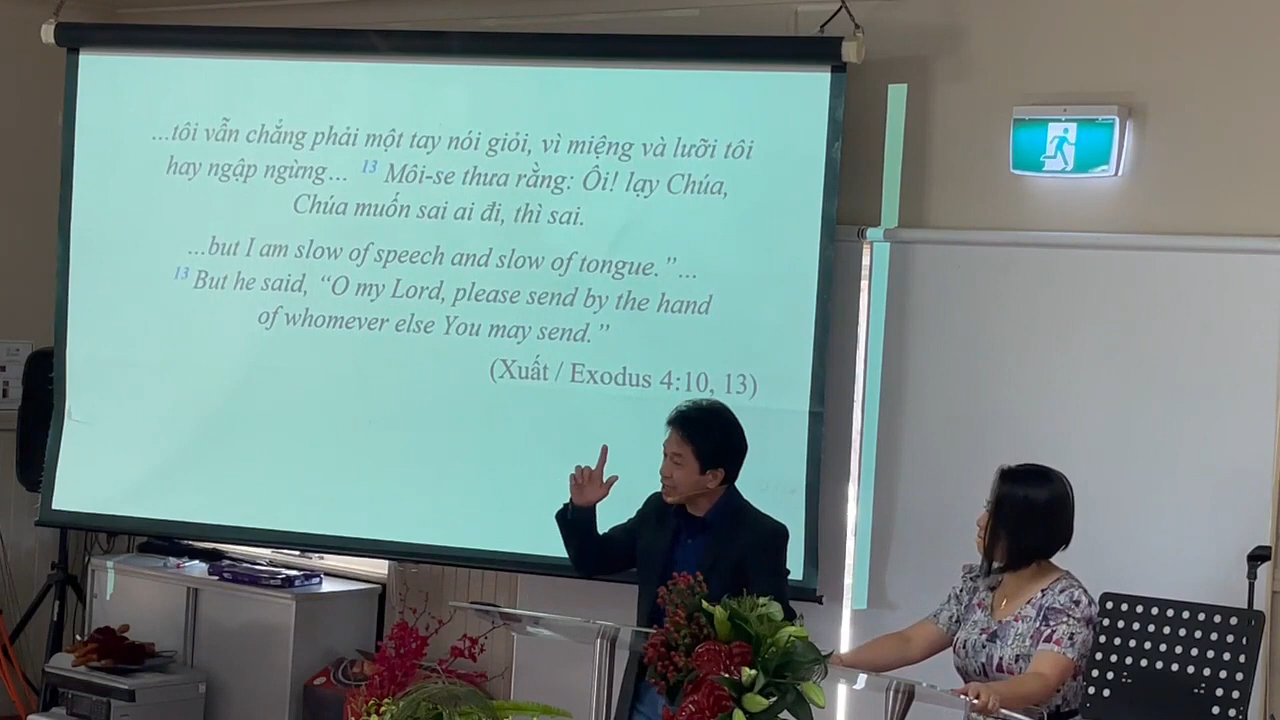 ...tôi vẫn chẳng phải một tay nói giỏi, vì miệng và lưỡi tôi
hay ngập ngừng... 13 Môi-se thưa rằng: Ôi! lạy Chúa,
Chúa muốn sai ai đi, thì sai.
...but I am slow of speech and slow of tongue.”...
13 But he said, “O my Lord, please send by the hand
of whomever else You may send.”
(Xuất / Exodus 4:10, 13)